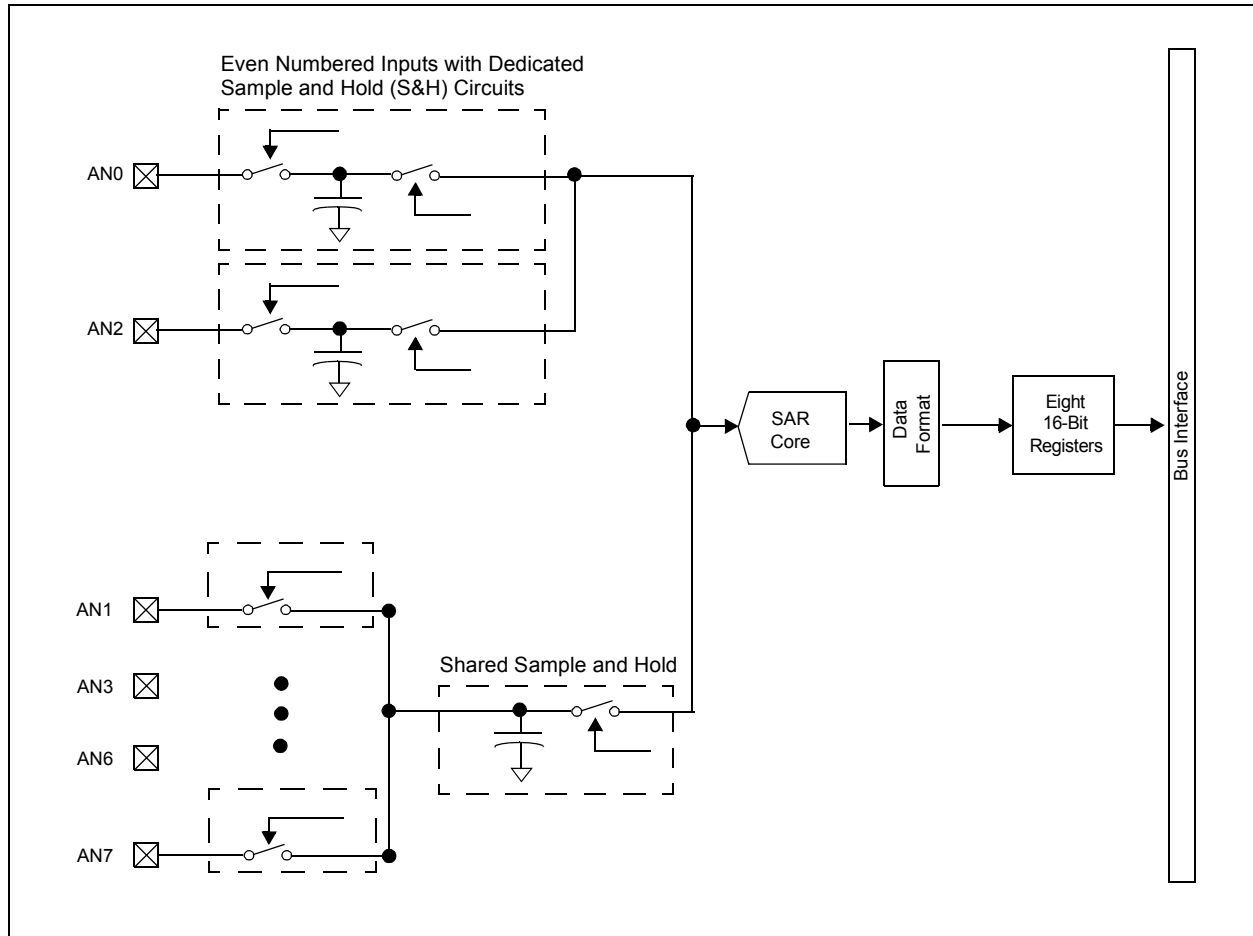 Even Numbered Inputs with Dedicated
Sample and Hold (S&H) Circuits
AN0
AN2
SAR
Core
Data
Format
Eight
16-Bit
Registers
Bus Interface
AN1
AN3
AN6
AN7
Shared Sample and Hold